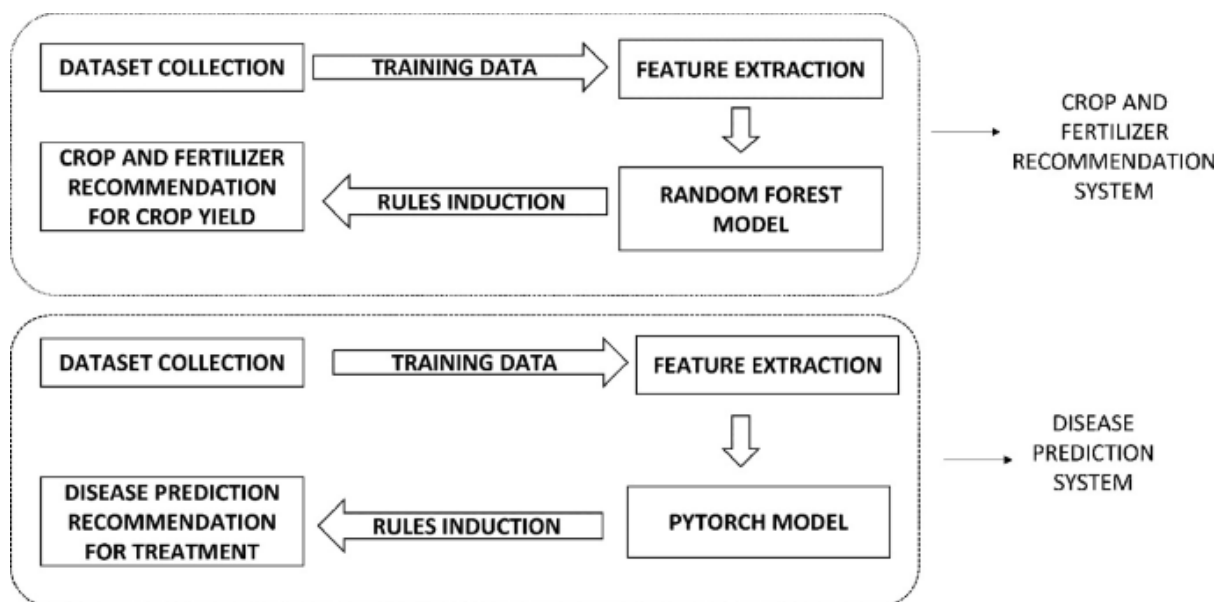 DATASET COLLECTION
TRAINING DATA
FEATURE EXTRACTION
CROP AND FERTILIZER
RECOMMENDATION
FOR CROP YIELD
RULES INDUCTION
RANDOM FOREST
MODEL
CROP AND
FERTILIZER
RECOMMENDATION
SYSTEM
DATASET COLLECTION
TRAINING DATA
FEATURE EXTRACTION
DISEASE PREDICTION
RECOMMENDATION
FOR TREATMENT
RULES INDUCTION
PYTORCH MODEL
DISEASE
PREDICTION
SYSTEM